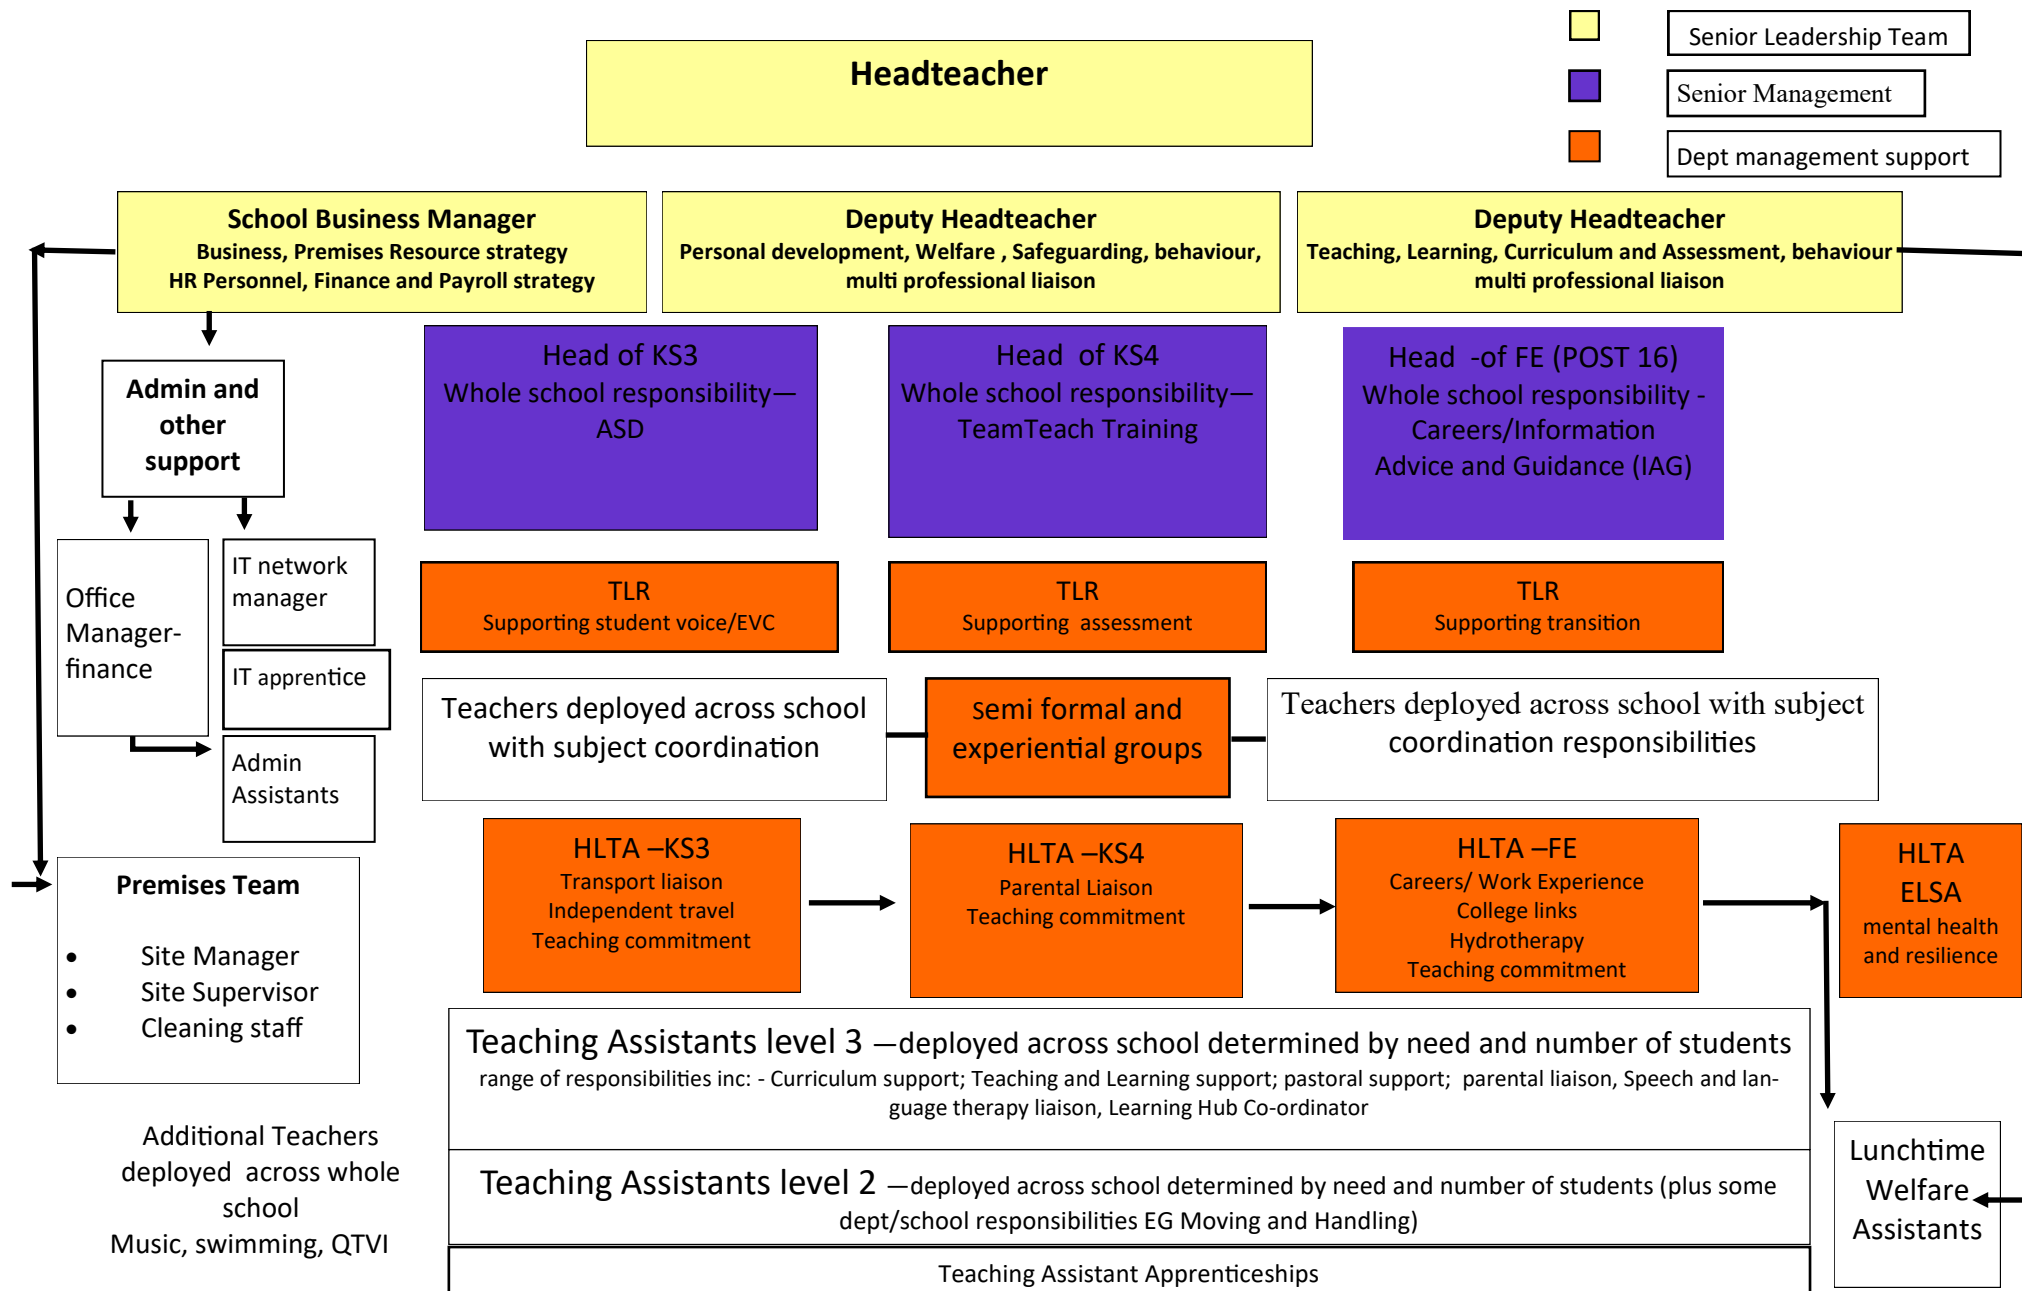 Headteacher
Senior Leadership Team
Senior Management
Dept management support
School Business Manager
Business, Premises Resource strategy
HR Personnel, Finance and Payroll strategy
Deputy Headteacher
Personal development, Welfare , Safeguarding, behaviour,
multi professional liaison
Deputy Headteacher
Teaching, Learning, Curriculum and Assessment, behaviour
multi professional liaison
Admin and
other
support
Head of KS3
Whole school responsibility—
ASD
Head of KS4
Whole school responsibility—
TeamTeach Training
Head -of FE (POST 16)
Whole school responsibility -
Careers/Information
Advice and Guidance (IAG)
Office
Manager-
finance
IT network
manager
IT apprentice
Admin
Assistants
TLR
Supporting student voice/EVC
TLR
Supporting assessment
TLR
Supporting transition
Teachers deployed across school
with subject coordination
Semi formal and
experiential groups
Teachers deployed across school with subject
coordination responsibilities
Premises Team
• Site Manager
• Site Supervisor
• Cleaning staff
HLTA –KS3
Transport liaison
Independent travel
Teaching commitment
HLTA –KS4
Parental Liaison
Teaching commitment
HLTA –FE
Careers/ Work Experience
College links
Hydrotherapy
Teaching commitment
HLTA
ELSA
mental health
and resilience
Teaching Assistants level 3 —deployed across school determined by need and number of students
range of responsibilities inc: - Curriculum support; Teaching and Learning support; pastoral support; parental liaison, Speech and lan-
guage therapy liaison, Learning Hub Co-ordinator
Additional Teachers
deployed across whole
school
Music, swimming, QTVI
Teaching Assistants level 2 —deployed across school determined by need and number of students (plus some
dept/school responsibilities EG Moving and Handling)
Lunchtime
Welfare
Assistants
Teaching Assistant Apprenticeships